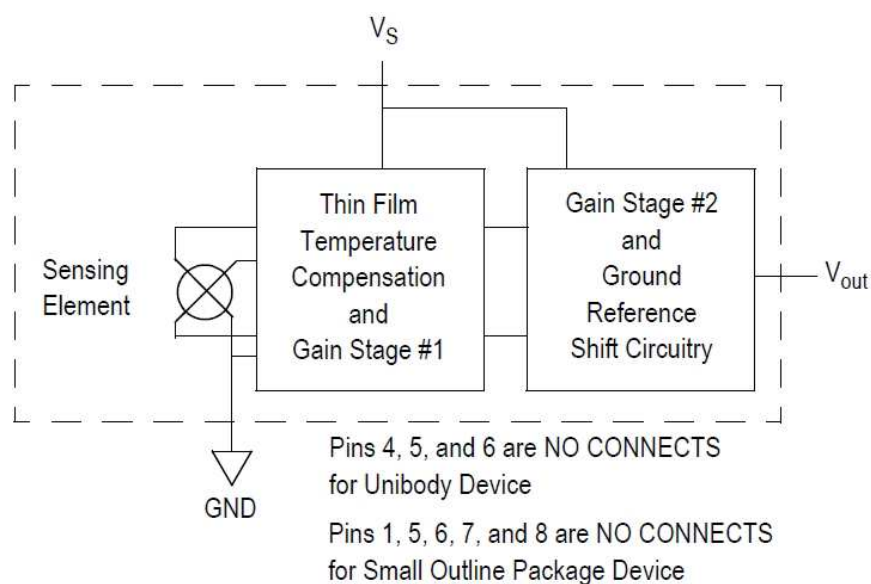 VS
Sensing
Element
Thin Film
Temperature
Compensation
and
Gain Stage #1
Gain Stage #2
and
Ground
Reference
Shift Circuitry
Vout
GND
Pins 4, 5, and 6 are NO CONNECTS
for Unibody Device
Pins 1, 5, 6, 7, and 8 are NO CONNECTS
for Small Outline Package Device